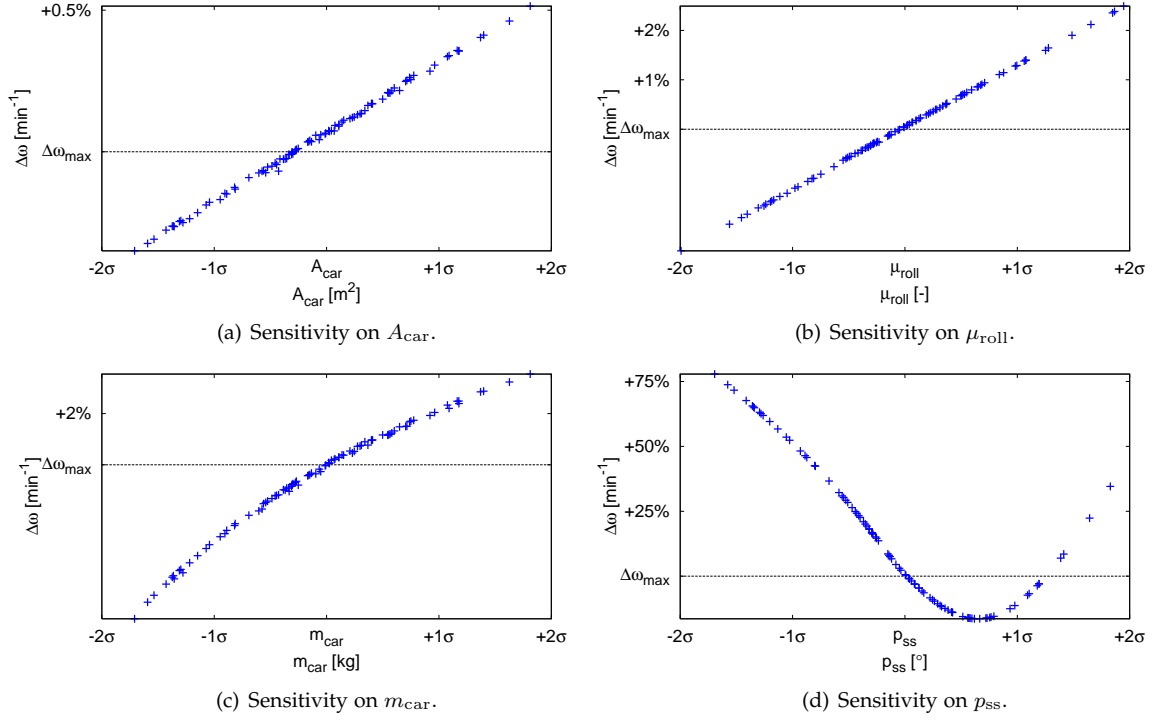 +0.5%
Δωmax
Δω [min-1]
-2σ -1σ Acar +1σ +2σ
Acar [m2]
(a) Sensitivity on Acar.
+2%
+1%
Δωmax
Δω [min-1]
-2σ -1σ μroll +1σ +2σ
μroll [-]
(b) Sensitivity on μroll.
+2%
Δωmax
Δω [min-1]
-2σ -1σ mcar +1σ +2σ
mcar [kg]
(c) Sensitivity on mcar.
+75%
+50%
+25%
Δωmax
Δω [min-1]
-2σ -1σ pss +1σ +2σ
pss [°]
(d) Sensitivity on pss.